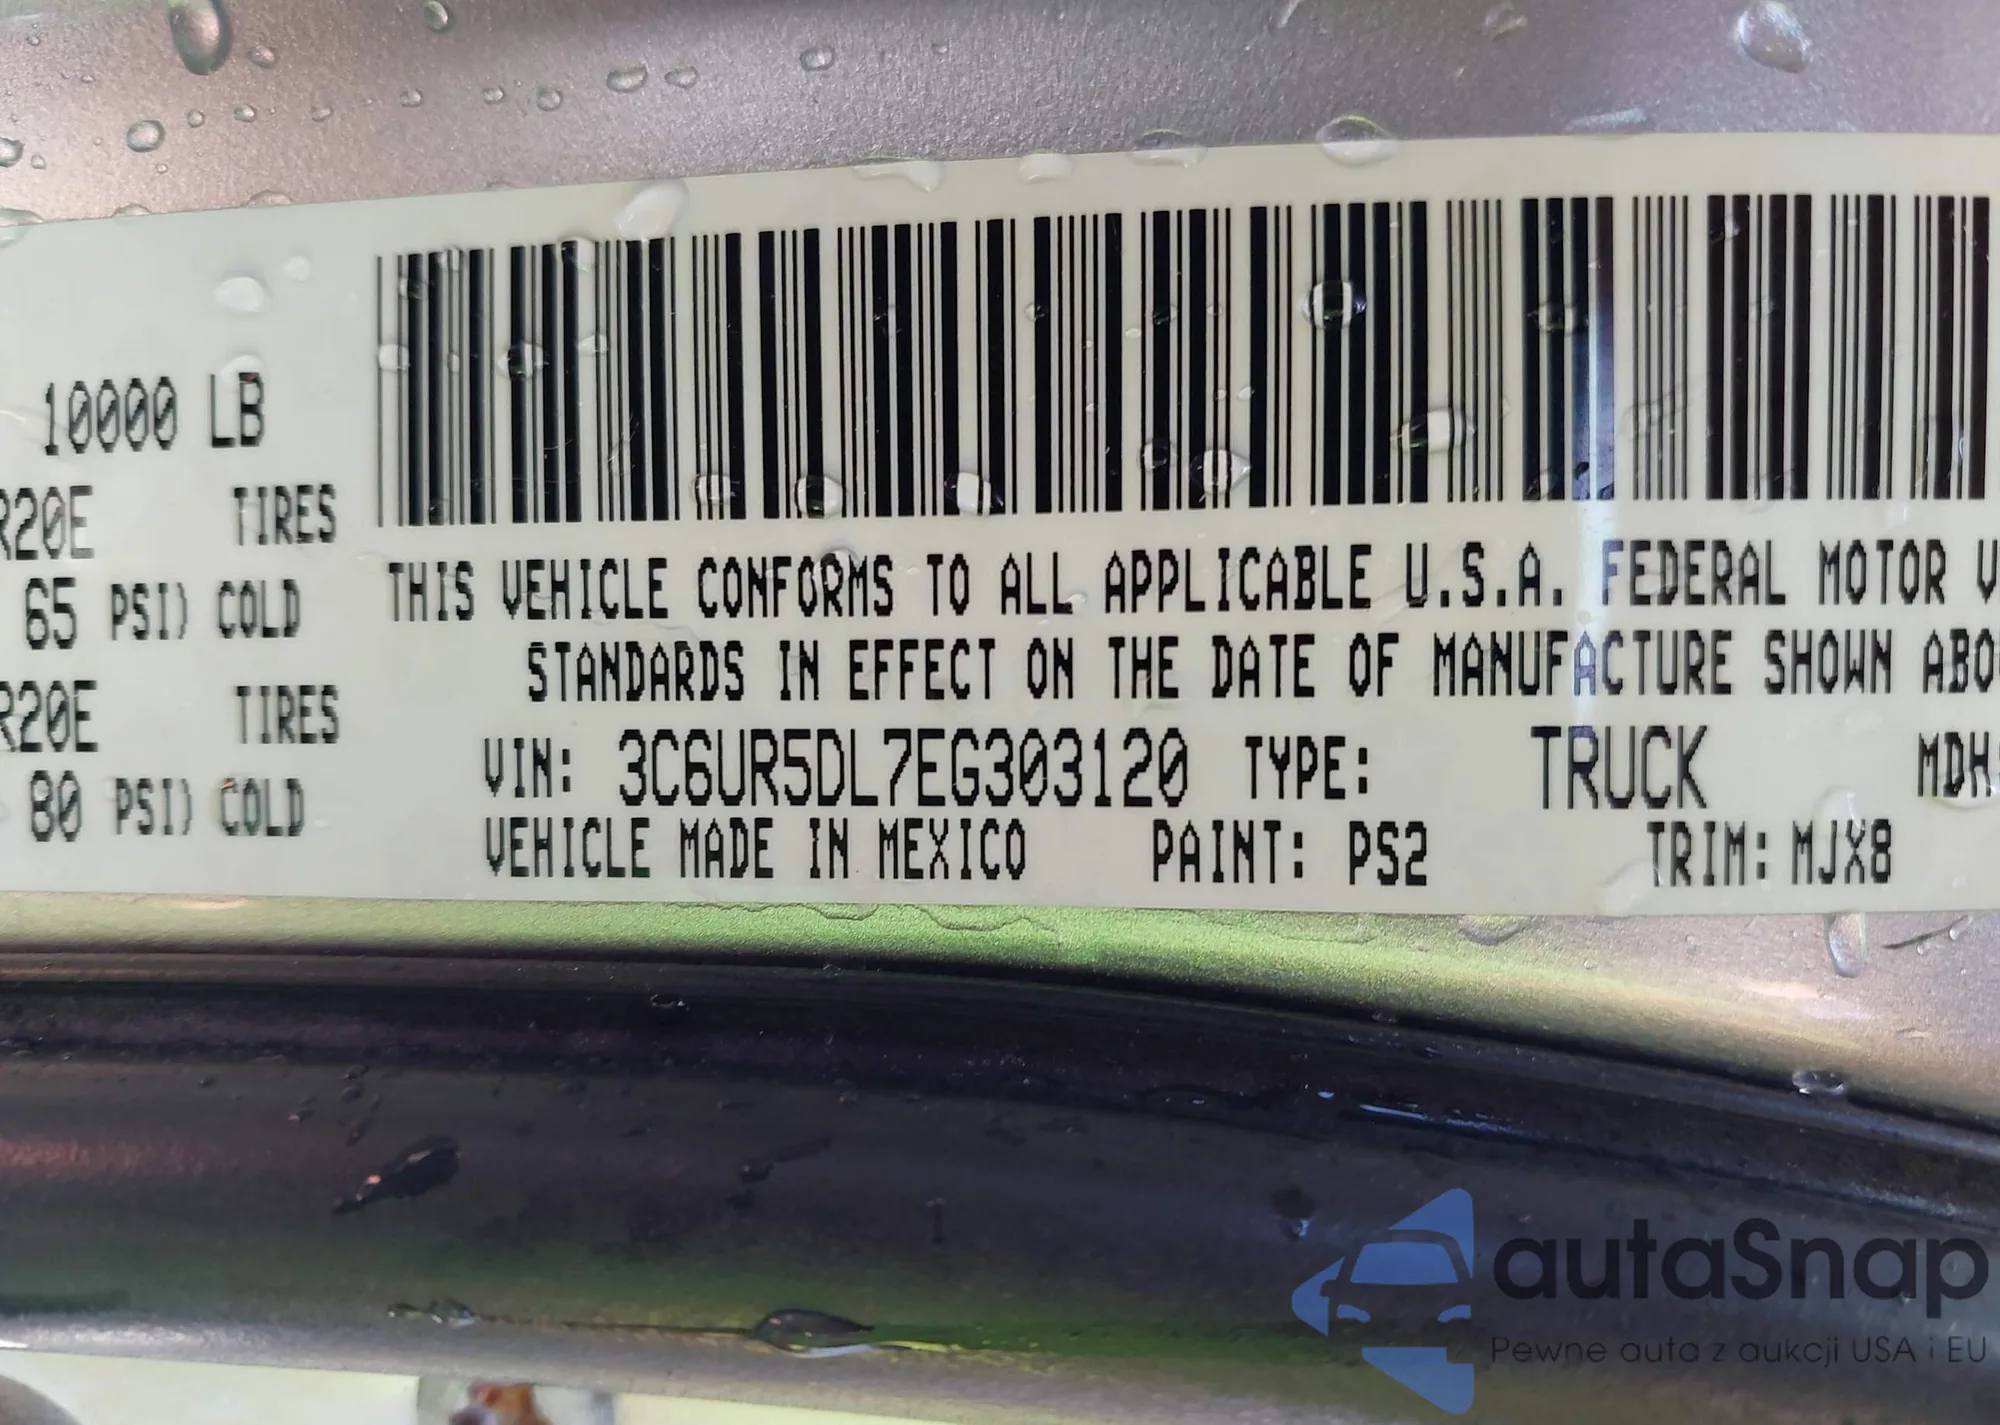 10000 LB
R20E TIRES
65 PSI) COLD
R20E TIRES
80 PSI) COLD
THIS VEHICLE CONFORMS TO ALL APPLICABLE U.S.A. FEDERAL MOTOR V
STANDARDS IN EFFECT ON THE DATE OF MANUFACTURE SHOWN ABO
VIN: 3C6UR5DL7EG303120 TYPE: TRUCK MDH:
VEHICLE MADE IN MEXICO PAINT: PS2 TRIM: MJX8
autaSnap
Pewne auta z aukcji USA i EU